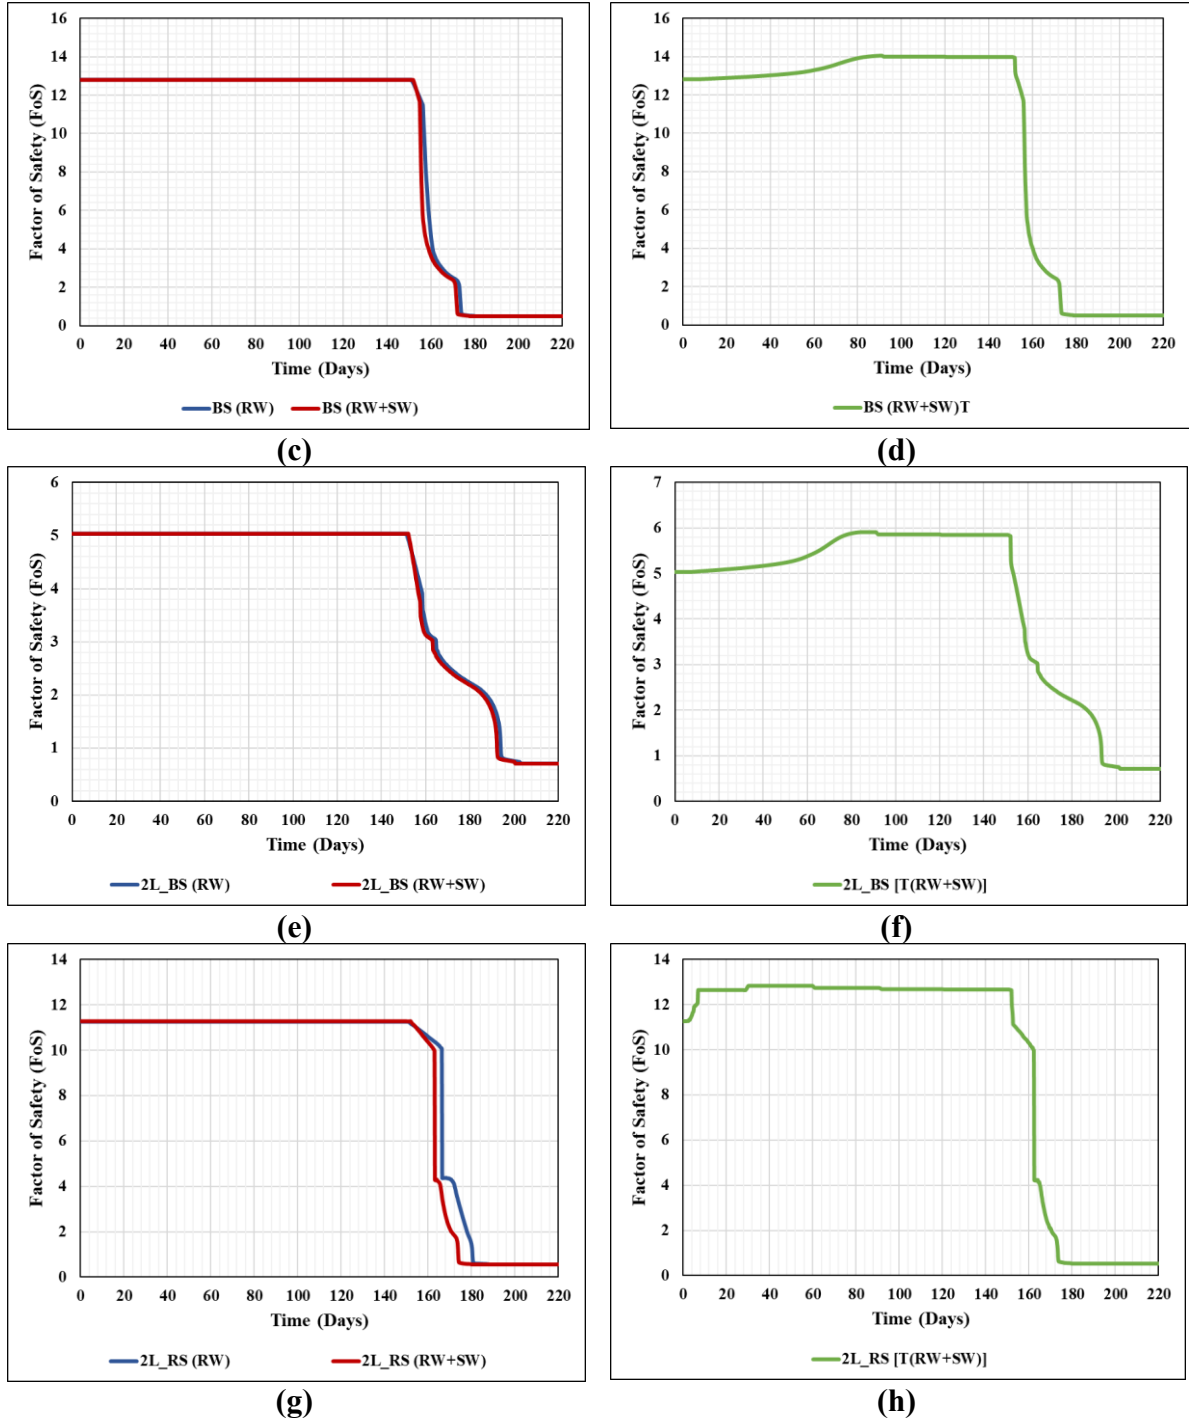 16
14
12
10
8
6
4
2
0
Factor of Safety (FoS)
0 20 40 60 80 100 120 140 160 180 200 220
Time (Days)
BS (RW) BS (RW+SW)
(c)
16
14
12
10
8
6
4
2
0
Factor of Safety (FoS)
0 20 40 60 80 100 120 140 160 180 200 220
Time (Days)
BS (RW+SW)T
(d)
6
5
4
3
2
1
0
Factor of Safety (FoS)
0 20 40 60 80 100 120 140 160 180 200 220
Time (Days)
2L_BS (RW) 2L_BS (RW+SW)
(e)
7
6
5
4
3
2
1
0
Factor of Safety (FoS)
0 20 40 60 80 100 120 140 160 180 200 220
Time (Days)
2L_BS [T(RW+SW)]
(f)
14
12
10
8
6
4
2
0
Factor of Safety (FoS)
0 20 40 60 80 100 120 140 160 180 200 220
Time (Days)
2L_RS (RW) 2L_RS (RW+SW)
(g)
14
12
10
8
6
4
2
0
Factor of Safety (FoS)
0 20 40 60 80 100 120 140 160 180 200 220
Time (Days)
2L_RS [T(RW+SW)]
(h)